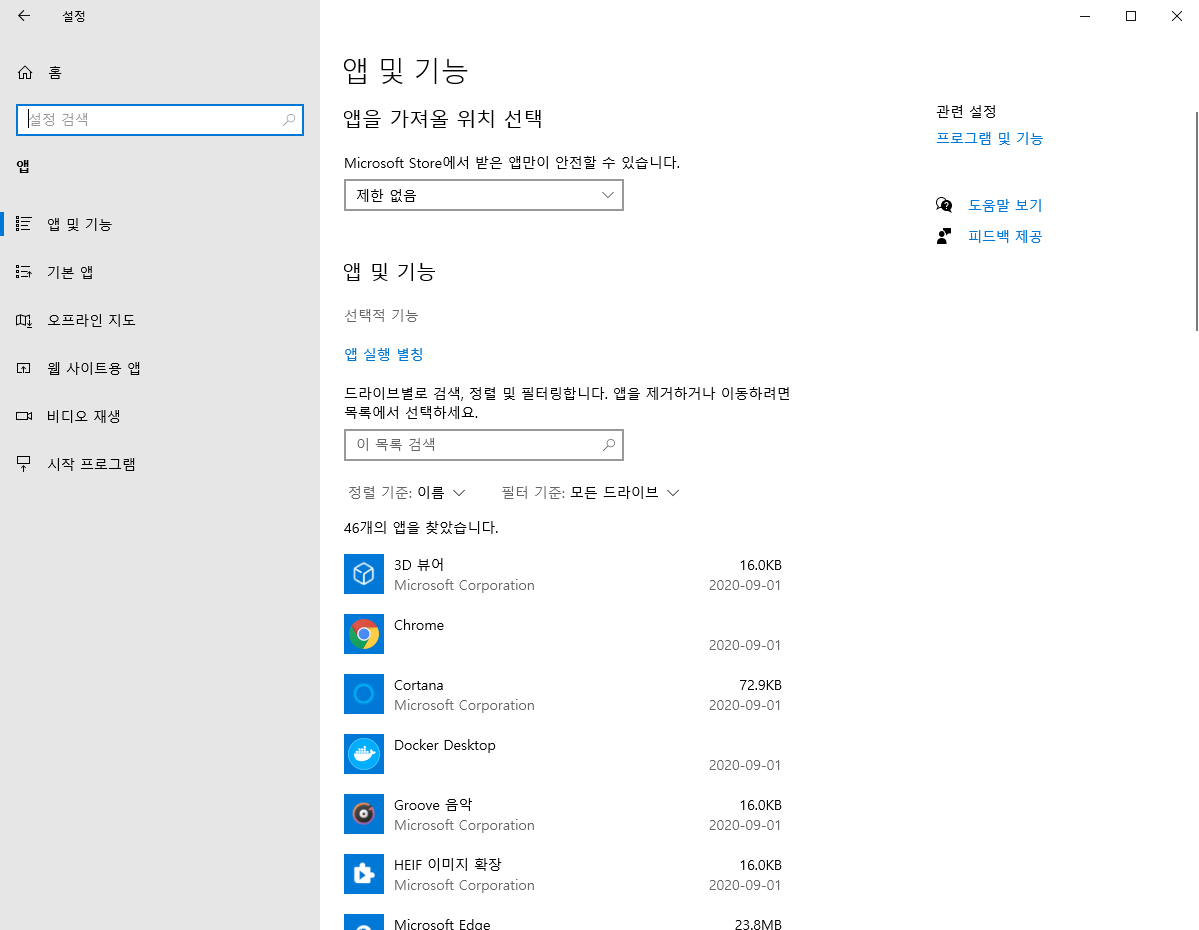 설정
홈
설정 검색
앱
앱 및 기능
기본 앱
오프라인 지도
웹 사이트용 앱
비디오 재생
시작 프로그램
앱 및 기능
앱을 가져올 위치 선택
Microsoft Store에서 받은 앱만이 안전할 수 있습니다.
제한 없음
앱 및 기능
선택적 기능
앱 실행 별칭
드라이브별로 검색, 정렬 및 필터링합니다. 앱을 제거하거나 이동하려면
목록에서 선택하세요.
이 목록 검색
정렬 기준: 이름 필터 기준: 모든 드라이브
46개의 앱을 찾았습니다.
3D 뷰어 16.0KB
Microsoft Corporation 2020-09-01
Chrome
2020-09-01
Cortana 72.9KB
Microsoft Corporation 2020-09-01
Docker Desktop
2020-09-01
Groove 음악 16.0KB
Microsoft Corporation 2020-09-01
HEIF 이미지 확장 16.0KB
Microsoft Corporation 2020-09-01
Microsoft Edge 23.8MB
관련 설정
프로그램 및 기능
도움말 보기
피드백 제공